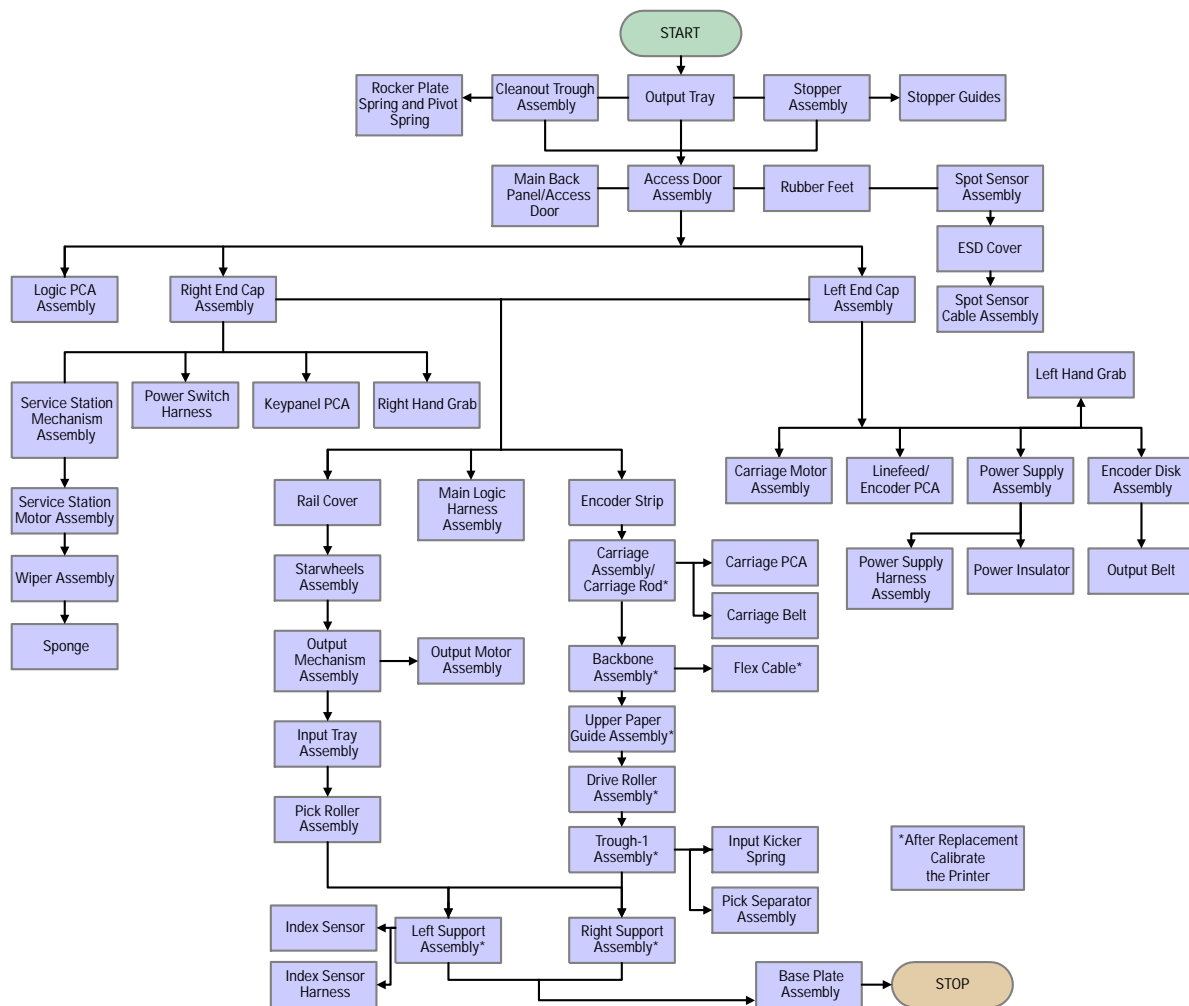 START
Rocker Plate
Spring and Pivot
Spring
Cleanout Trough
Assembly
Output Tray
Stopper
Assembly
Stopper Guides
Main Back
Panel/Access
Door
Access Door
Assembly
Rubber Feet
Spot Sensor
Assembly
ESD Cover
Logic PCA
Assembly
Right End Cap
Assembly
Left End Cap
Assembly
Spot Sensor
Cable Assembly
Left Hand Grab
Service Station
Mechanism
Assembly
Power Switch
Harness
Keypanel PCA
Right Hand Grab
Carriage Motor
Assembly
Linefeed/
Encoder PCA
Power Supply
Assembly
Encoder Disk
Assembly
Service Station
Motor Assembly
Rail Cover
Main Logic
Harness
Assembly
Encoder Strip
Wiper Assembly
Starwheels
Assembly
Carriage
Assembly/
Carriage Rod*
Carriage PCA
Power Supply
Harness
Assembly
Power Insulator
Output Belt
Carriage Belt
Sponge
Output
Mechanism
Assembly
Output Motor
Assembly
Backbone
Assembly*
Flex Cable*
Input Tray
Assembly
Upper Paper
Guide Assembly*
Drive Roller
Assembly*
Pick Roller
Assembly
Trough-1
Assembly*
Input Kicker
Spring
*After Replacement
Calibrate
the Printer
Pick Separator
Assembly
Index Sensor
Left Support
Assembly*
Right Support
Assembly*
Index Sensor
Harness
Base Plate
Assembly
STOP